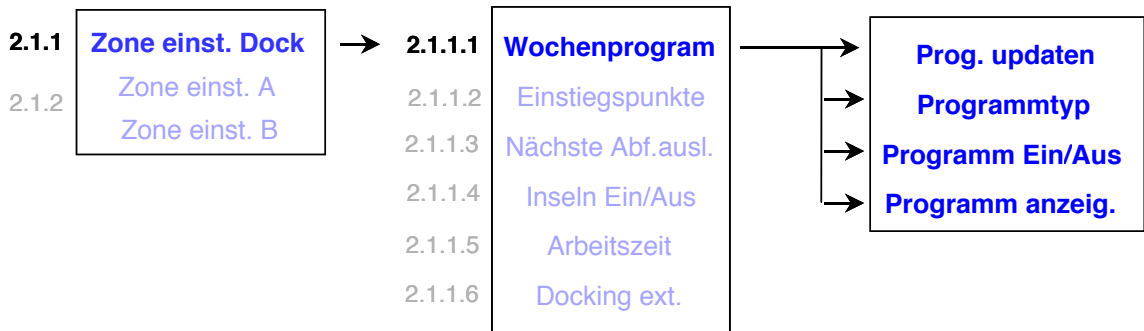 2.1.1 Zone einst. Dock
2.1.2 Zone einst. A
Zone einst. B
2.1.1.1 Wochenprogram
2.1.1.2 Einstiegspunkte
2.1.1.3 Nächste Abf.ausl.
2.1.1.4 Inseln Ein/Aus
2.1.1.5 Arbeitszeit
2.1.1.6 Docking ext.
Prog. updaten
Programmtyp
Programm Ein/Aus
Programm anzeig.